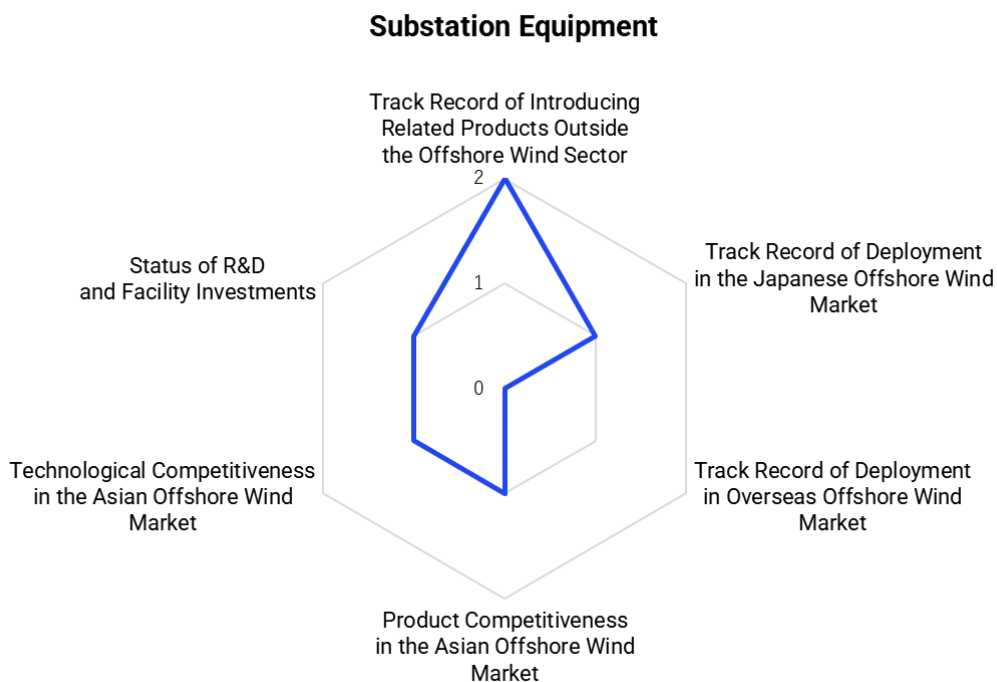 Substation Equipment
Track Record of Introducing
Related Products Outside
the Offshore Wind Sector
2
Track Record of Deployment
in the Japanese Offshore Wind
Market
Status of R&D
and Facility Investments
1
0
Technological Competitiveness
in the Asian Offshore Wind
Market
Track Record of Deployment
in Overseas Offshore Wind
Market
Product Competitiveness
in the Asian Offshore Wind
Market